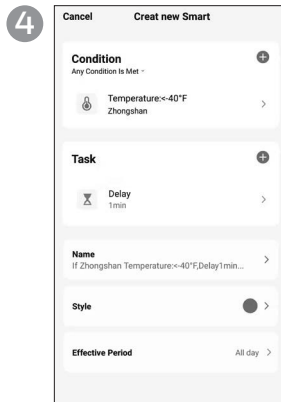 4
Cancel Creat new Smart
Condition
Any Condition Is Met
Temperature:<-40°F
Zhongshan
Task
Delay
1min
Name
If Zhongshan Temperature:<-40°F,Delay1min...
Style
Effective Period All day